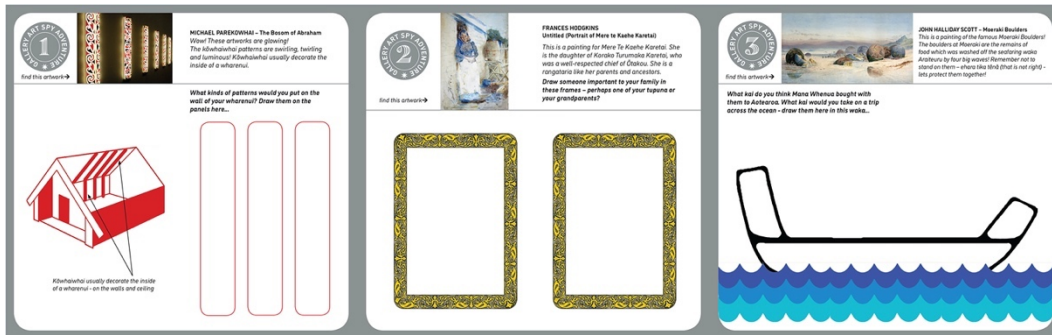 GALLERY ART SPY ADVENTURE
1
find this artwork→
MICHAEL PAREKOWHAI – The Bosom of Abraham
Wow! These artworks are glowing!
The kōwhaiwhai patterns are swirling, twirling
and luminous! Kōwhaiwhai usually decorate the
inside of a wharenui.
What kinds of patterns would you put on the
wall of your wharenui? Draw them on the
panels here...
Kōwhaiwhai usually decorate the inside
of a wharenui - on the walls and ceiling
GALLERY ART SPY ADVENTURE
2
find this artwork→
FRANCES HODGKINS
Untitled (Portrait of Mere te Kaehe Karetai)
This is a painting for Mere Te Kaehe Karetai. She
is the daughter of Karaka Turumaka Karetai, who
was a well-respected chief of Ōtakou. She is a
rangatira like her parents and ancestors.
Draw someone important to your family in
these frames – perhaps one of your tupuna or
your grandparents?
GALLERY ART SPY ADVENTURE
3
find this artwork→
JOHN HALLIDAY SCOTT – Moeraki Boulders
This is a painting of the famous Moeraki Boulders!
The boulders at Moeraki are the remains of
food which was washed off the seafaring waka
Araiteuru by four big waves! Remember not to
stand on them – ehara tika tēnā (that is not right) -
lets protect them together!
What kai do you think Mana Whenua bought with
them to Aotearoa. What kai would you take on a trip
across the ocean - draw them here in this waka...